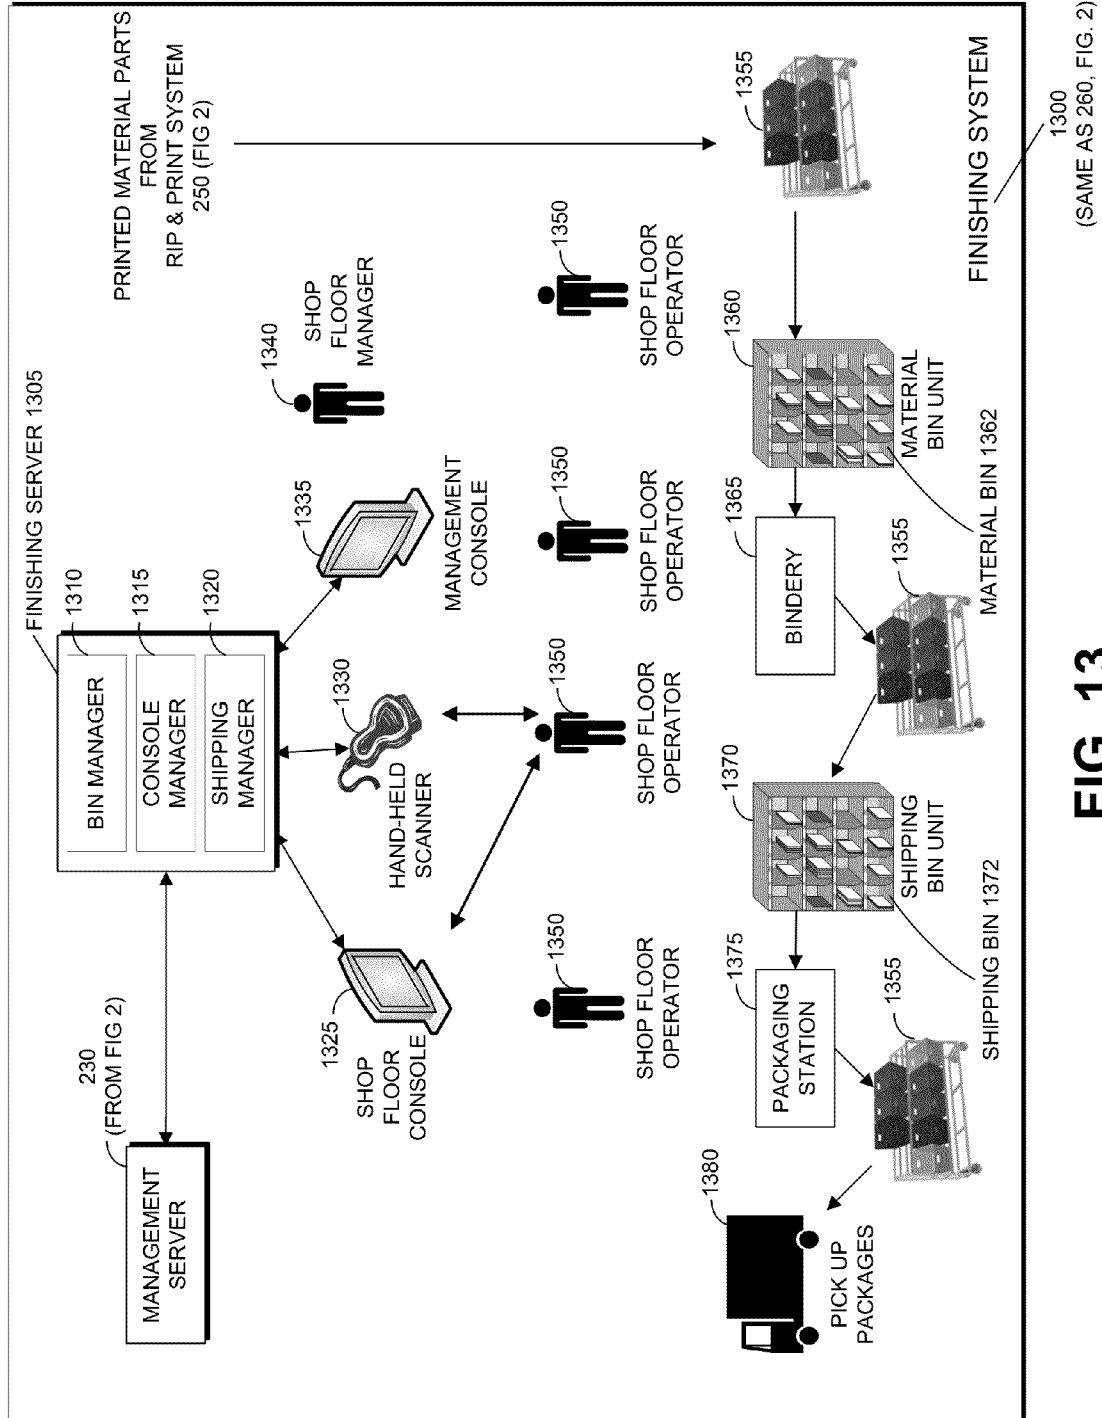 230
(FROM FIG 2)
MANAGEMENT
SERVER
FINISHING SERVER 1305
BIN MANAGER
1310
CONSOLE
MANAGER
1315
SHIPPING
MANAGER
1320
PRINTED MATERIAL PARTS
FROM
RIP & PRINT SYSTEM
250 (FIG 2)
1325
SHOP
FLOOR
CONSOLE
1330
HAND-HELD
SCANNER
1335
MANAGEMENT
CONSOLE
1340
SHOP
FLOOR
MANAGER
1350
SHOP FLOOR
OPERATOR
1350
SHOP FLOOR
OPERATOR
1350
SHOP FLOOR
OPERATOR
1350
SHOP FLOOR
OPERATOR
1380
PICK UP
PACKAGES
1375
PACKAGING
STATION
1355
1370
SHIPPING
BIN UNIT
SHIPPING BIN 1372
1365
BINDERY
1355
1360
MATERIAL
BIN UNIT
MATERIAL BIN 1362
1355
FINISHING SYSTEM
1300
(SAME AS 260, FIG. 2)
FIG. 13